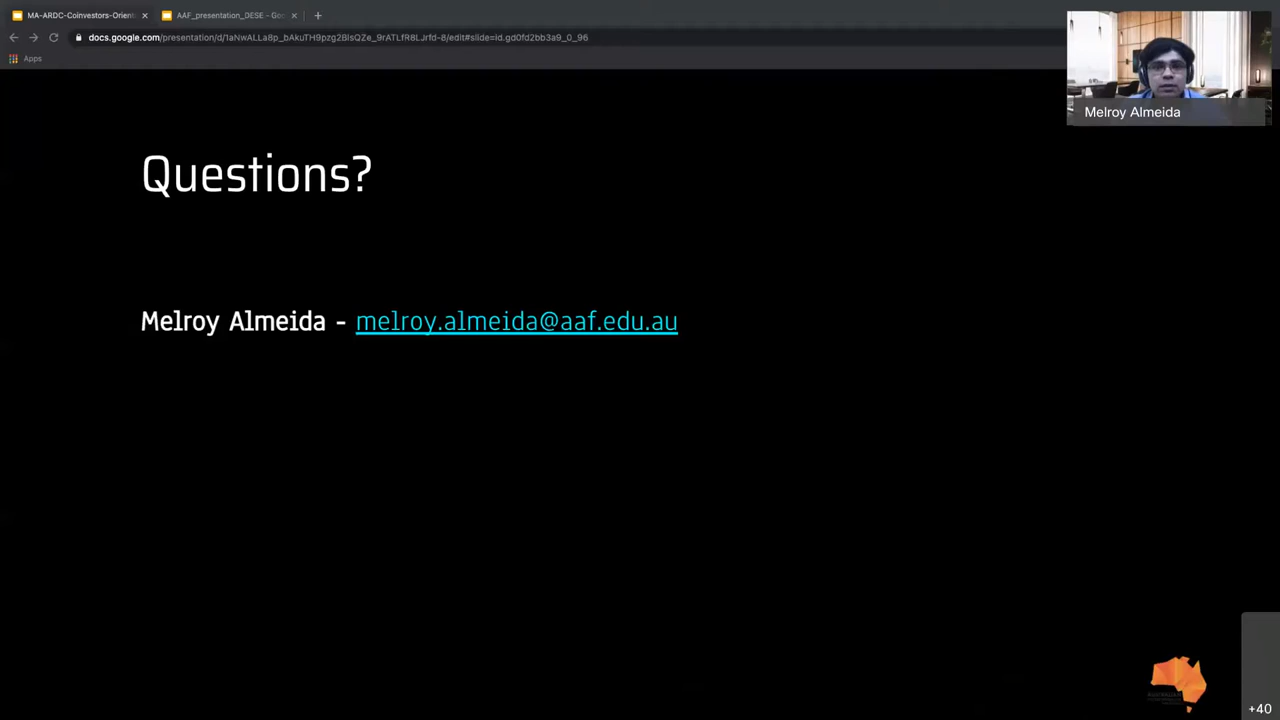 MA-ARDC-Coinvestors-Orient
AAF_presentation_DESE - Goo
docs.google.com/presentation/d/1aNwALLa8p_bAkuTH9pzg2BlsQZe_9rATLfR8LJrfd-8/edit#slide=id.gd0fd2bb3a9_0_96
Apps
Melroy Almeida
Questions?
Melroy Almeida - melroy.almeida@aaf.edu.au
+40